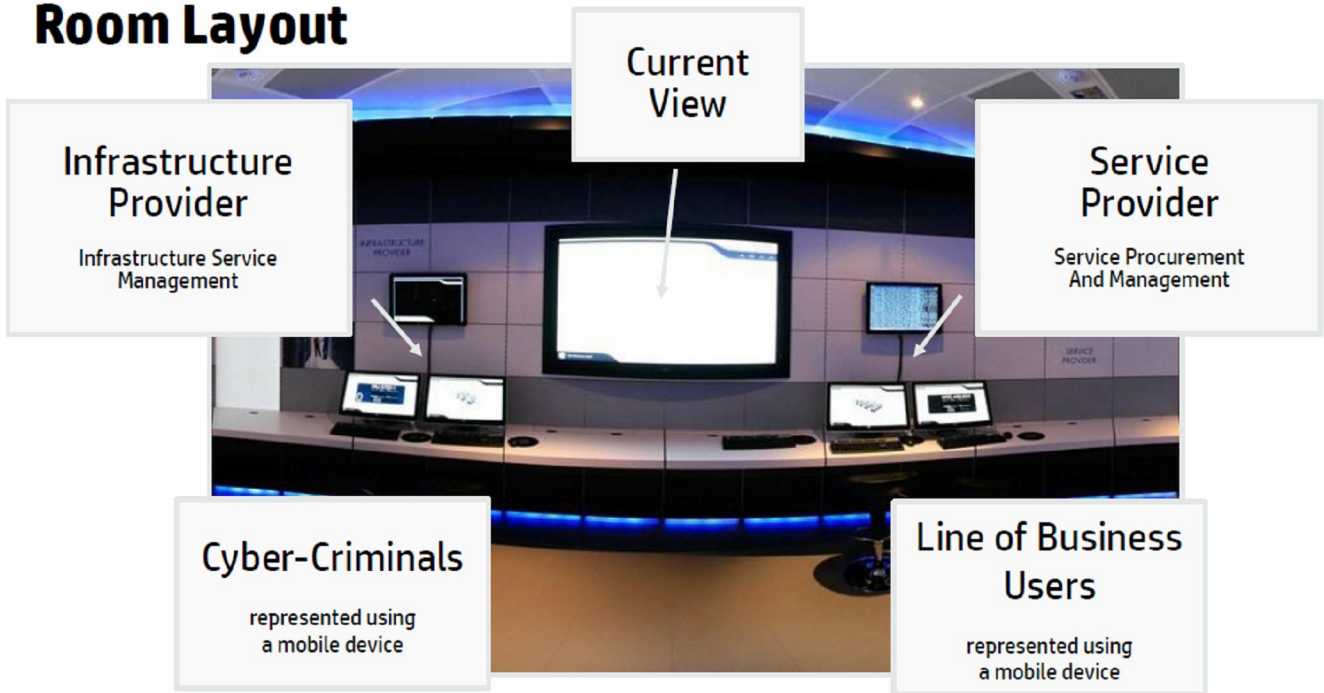 Room Layout
Current
View
Infrastructure
Provider
Infrastructure Service
Management
Service
Provider
Service Procurement
And Management
INFRASTRUCTURE
PROVIDER
SERVICE
PROVIDER
Cyber-Criminals
represented using
a mobile device
Line of Business
Users
represented using
a mobile device